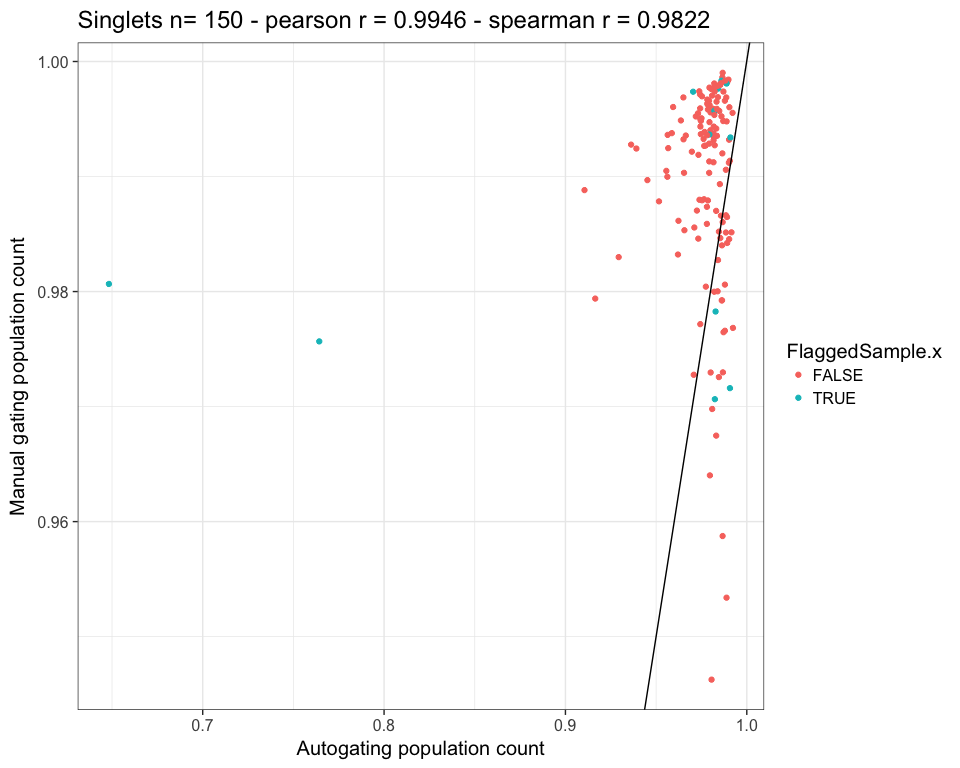 Singlets n= 150 - pearson r = 0.9946 - spearman r = 0.9822
1.00
0.98
0.96
Manual gating population count
0.7 0.8 0.9 1.0
Autogating population count
FlaggedSample.x
FALSE
TRUE